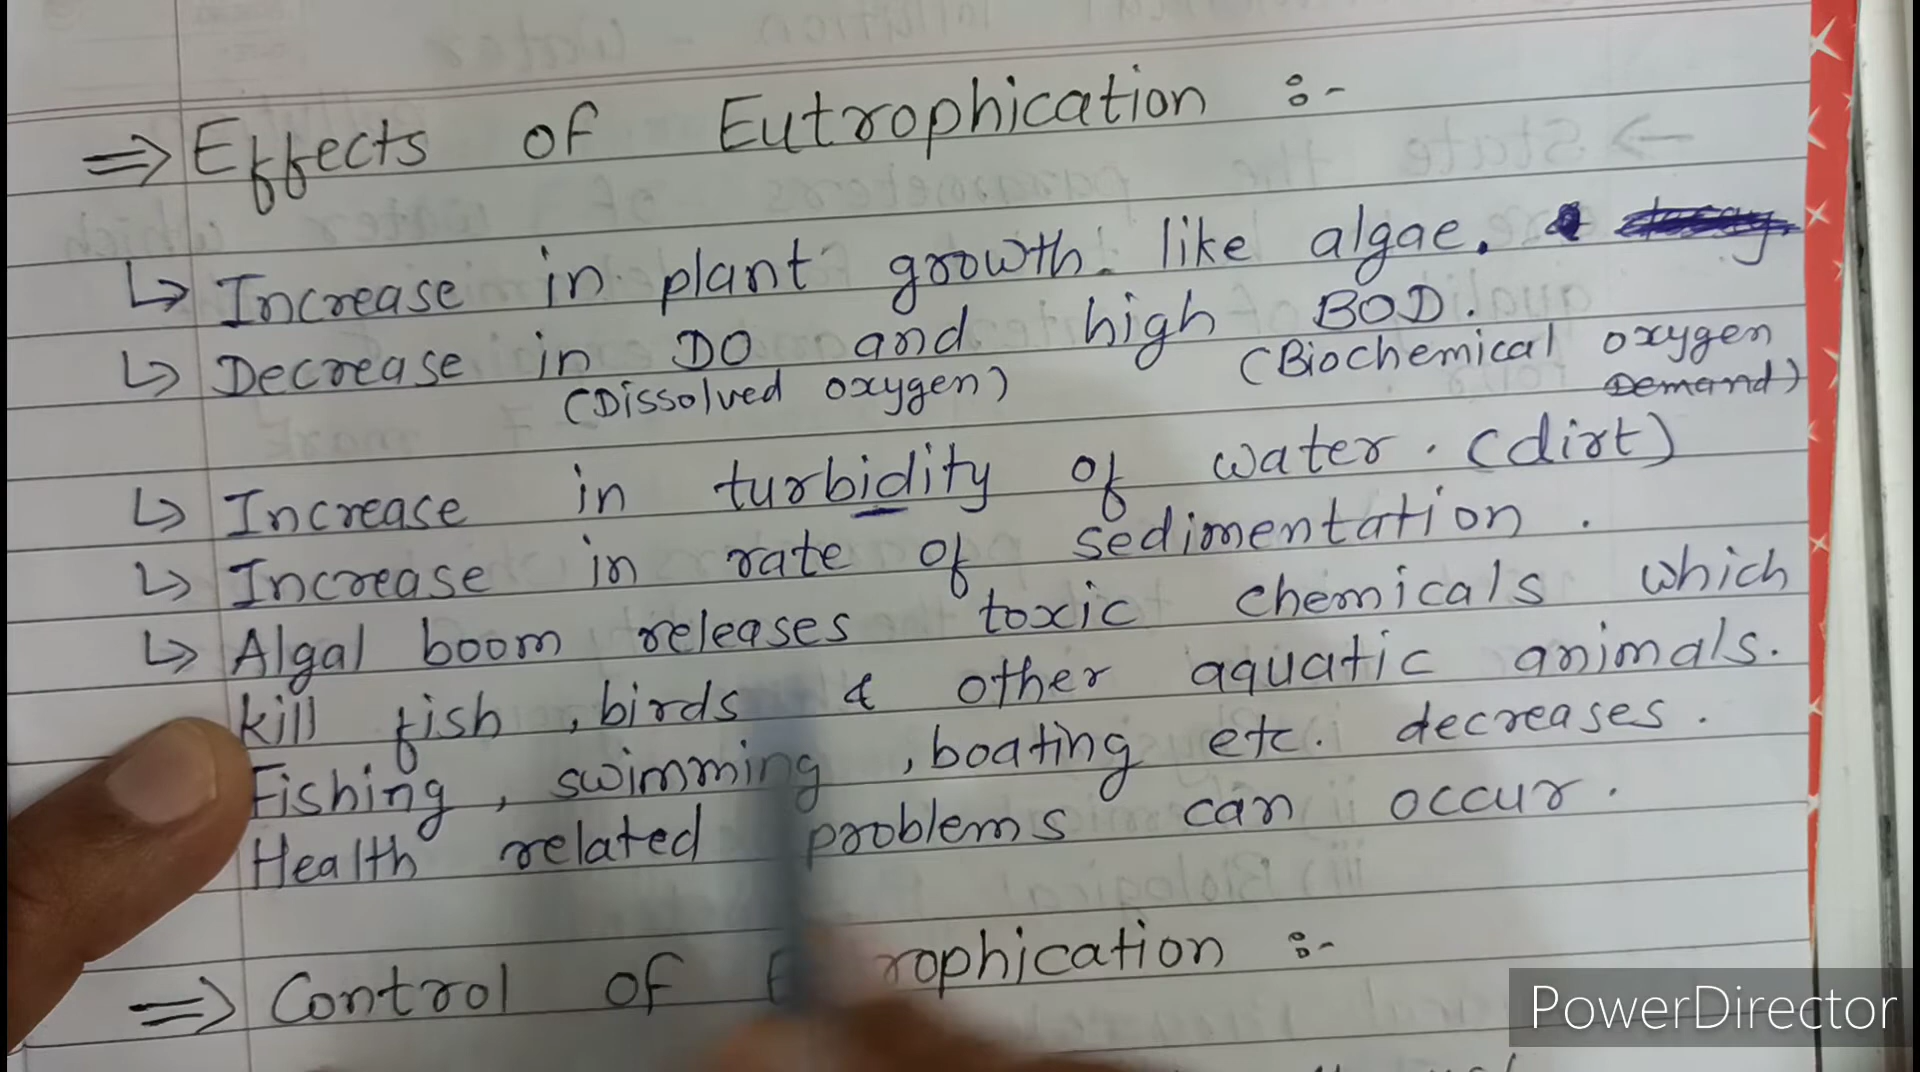 ⇒ Effects of Eutrophication :-
↳ Increase in plant growth like algae.
↳ Decrease in DO and high BOD.
(Dissolved oxygen) (Biochemical oxygen Demand)
↳ Increase in turbidity of water. (dirt)
↳ Increase in rate of sedimentation.
↳ Algal boom releases toxic chemicals which
kill fish, birds & other aquatic animals.
Fishing, swimming, boating etc. decreases.
Health related problems can occur.
⇒ Control of :-
PowerDirector